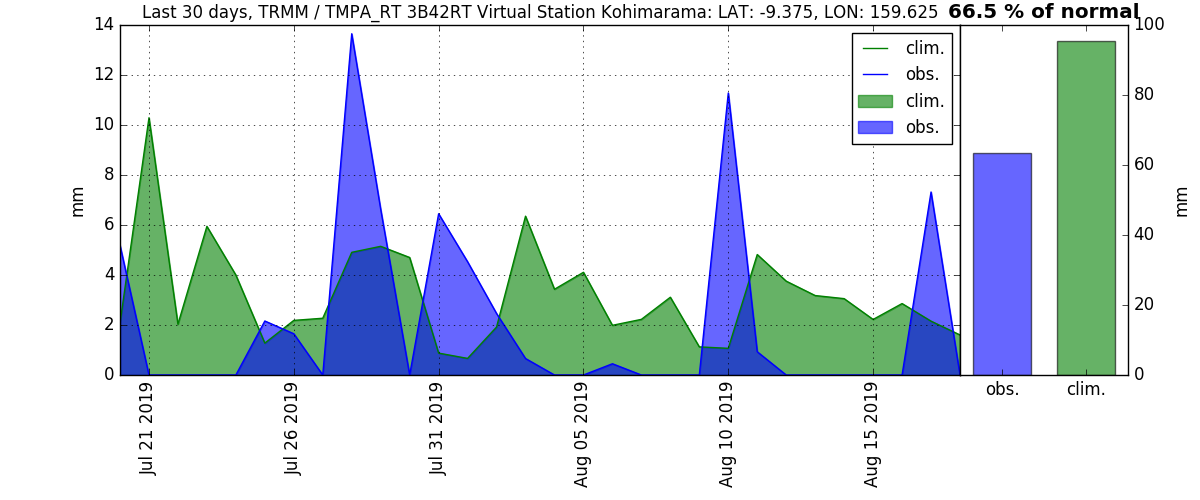 Last 30 days, TRMM / TMPA_RT 3B42RT Virtual Station Kohimarama: LAT: -9.375, LON: 159.625
66.5 % of normal
14
12
10
8
6
4
2
0
mm
clim.
obs.
clim.
obs.
Jul 21 2019
Jul 26 2019
Jul 31 2019
Aug 05 2019
Aug 10 2019
Aug 15 2019
100
80
60
40
20
0
mm
obs.
clim.